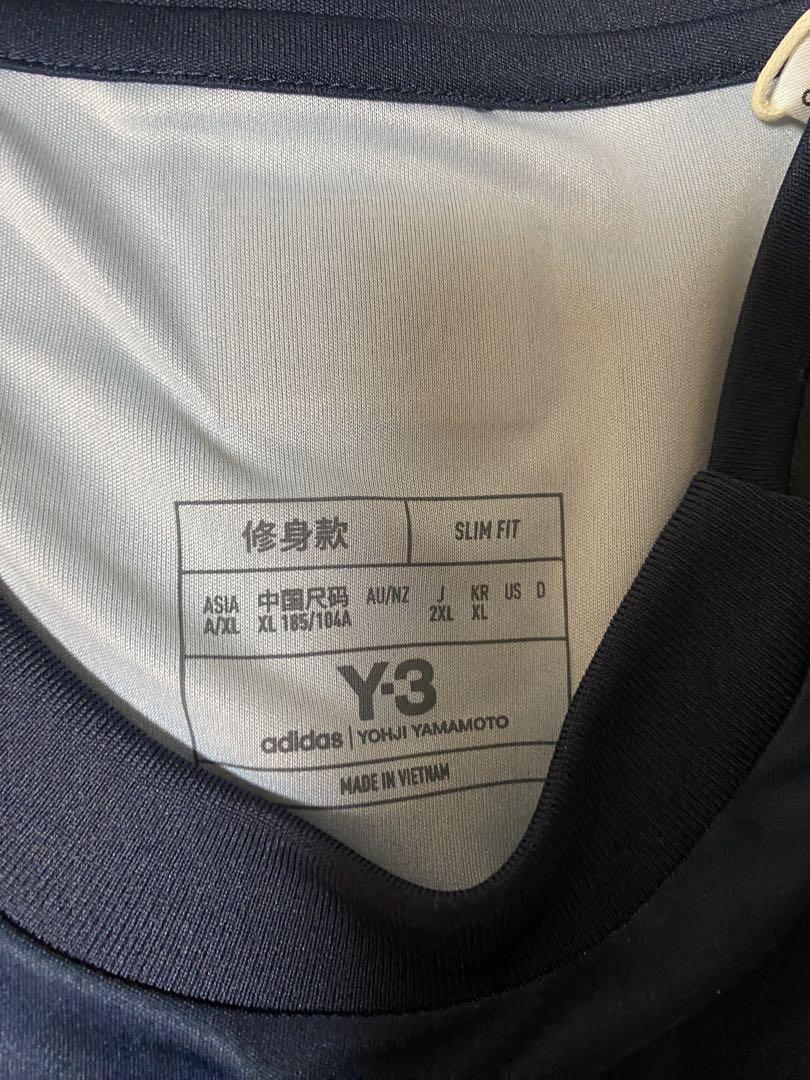 修身款 SLIM FIT
ASIA 中国尺码 AU/NZ J KR US D
A/XL XL 185/104A 2XL XL
Y-3
adidas | YOHJI YAMAMOTO
MADE IN VIETNAM